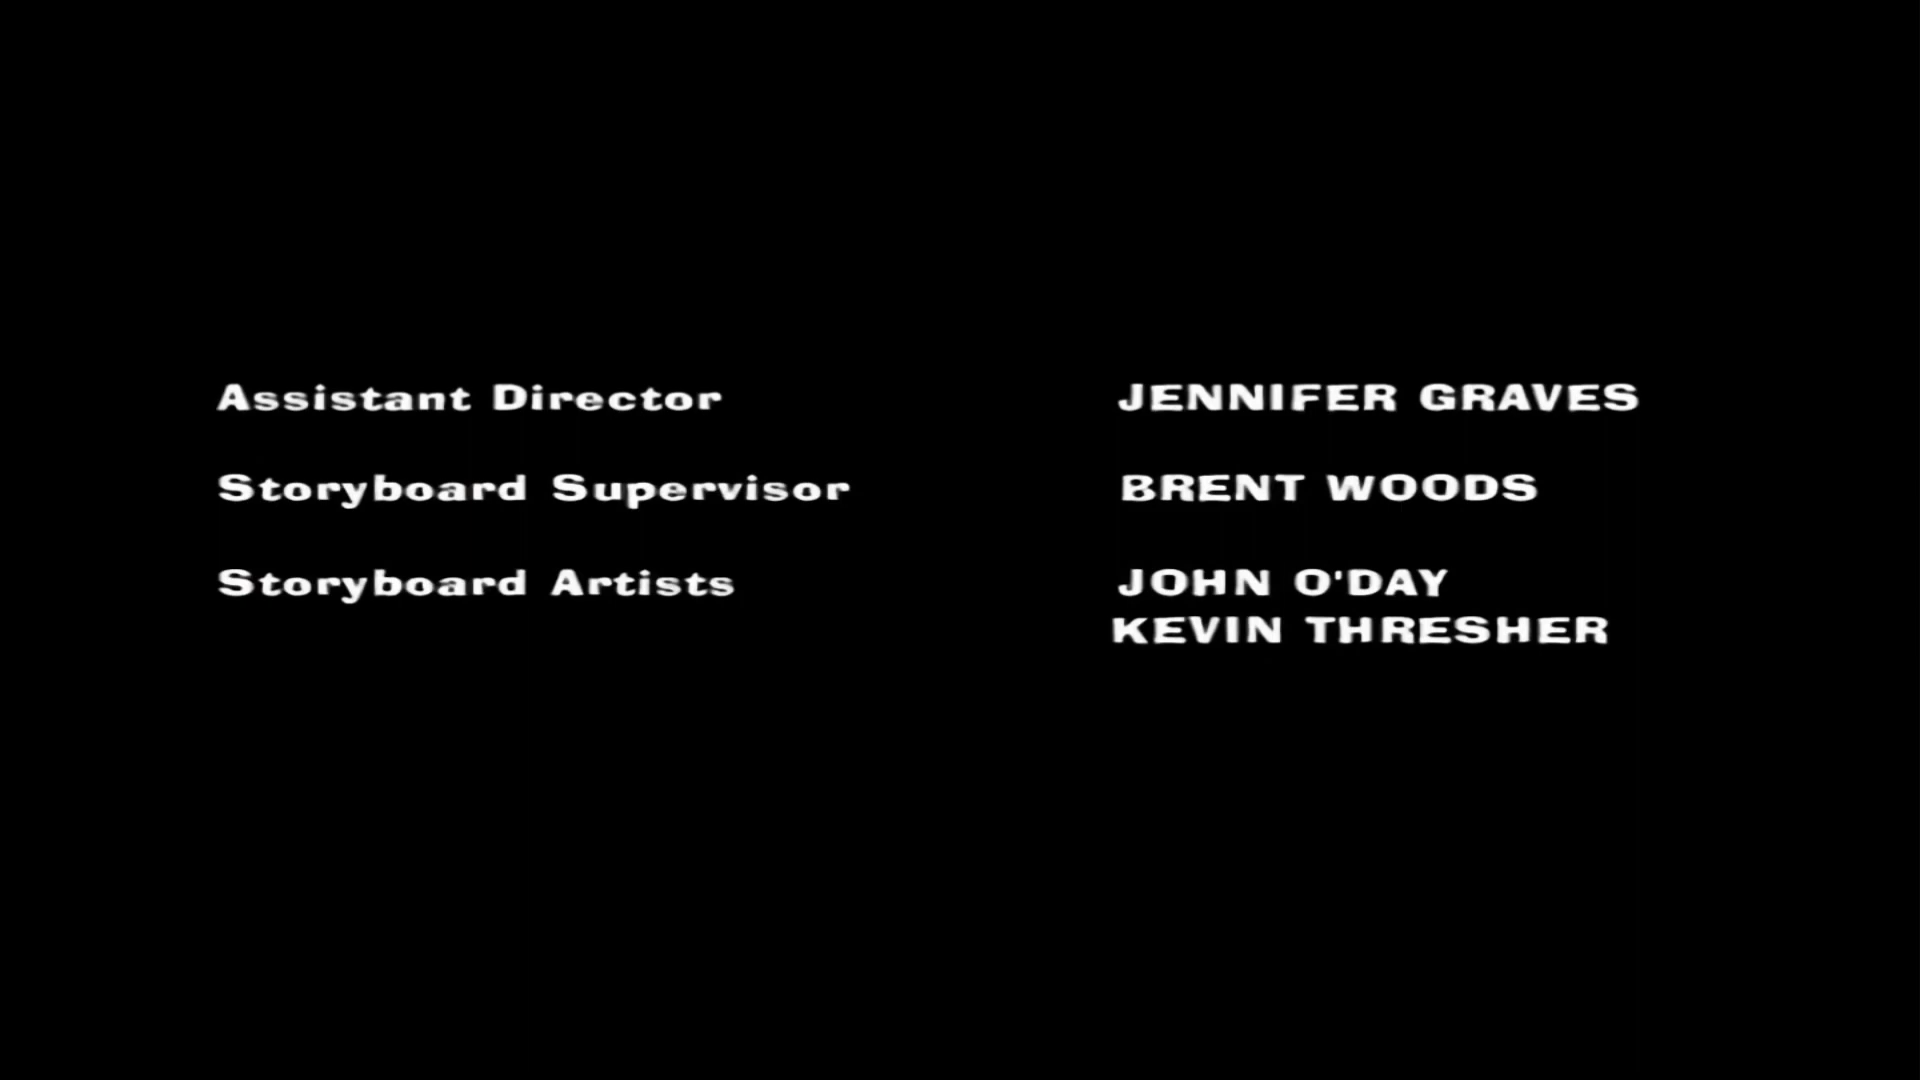 Assistant Director JENNIFER GRAVES
Storyboard Supervisor BRENT WOODS
Storyboard Artists JOHN O'DAY
KEVIN THRESHER